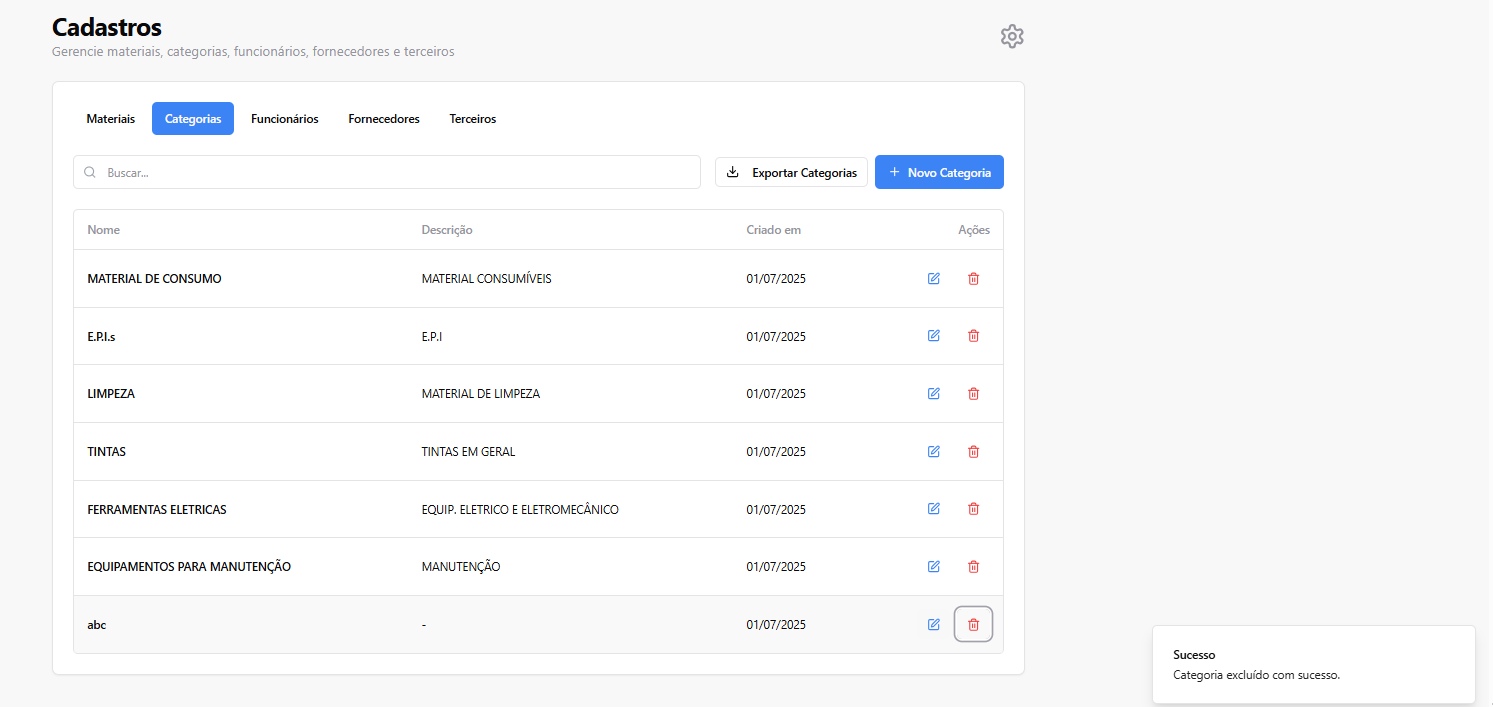 Cadastros
Gerencie materiais, categorias, funcionários, fornecedores e terceiros
Materiais Categorias Funcionários Fornecedores Terceiros
Buscar... Exportar Categorias + Novo Categoria
Nome Descrição Criado em Ações
MATERIAL DE CONSUMO MATERIAL CONSUMÍVEIS 01/07/2025
E.P.I.s E.P.I 01/07/2025
LIMPEZA MATERIAL DE LIMPEZA 01/07/2025
TINTAS TINTAS EM GERAL 01/07/2025
FERRAMENTAS ELETRICAS EQUIP. ELETRICO E ELETROMECÂNICO 01/07/2025
EQUIPAMENTOS PARA MANUTENÇÃO MANUTENÇÃO 01/07/2025
abc - 01/07/2025
Sucesso
Categoria excluído com sucesso.